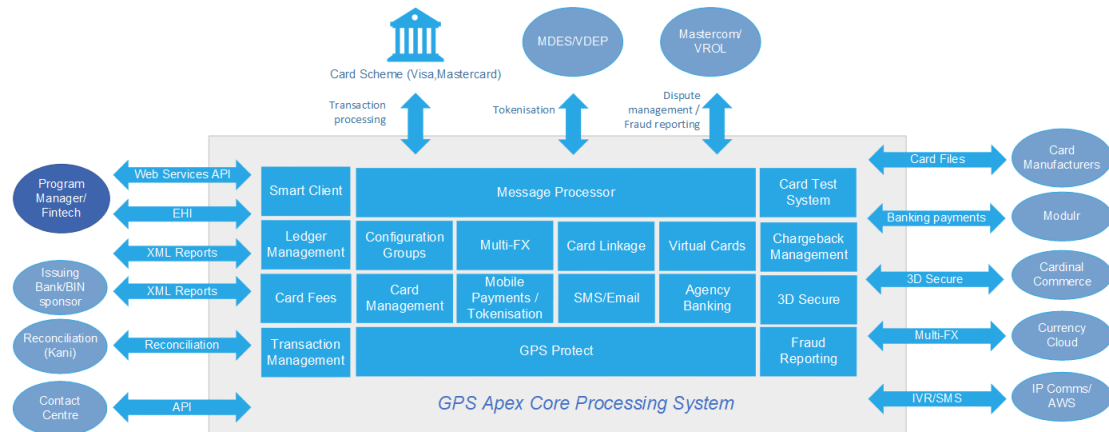 MDES/VDEP
Mastercom/
VROL
Card Scheme (Visa,Mastercard)
Transaction
processing
Tokenisation
Dispute
management /
Fraud reporting
Program
Manager/
Fintech
Web Services API
EHI
XML Reports
Issuing
Bank/BIN
sponsor
XML Reports
Reconciliation
(Kani)
Reconciliation
Contact
Centre
API
Smart Client
Message Processor
Card Test
System
Ledger
Management
Configuration
Groups
Multi-FX
Card Linkage
Virtual Cards
Chargeback
Management
Card Fees
Card
Management
Mobile
Payments /
Tokenisation
SMS/Email
Agency
Banking
3D Secure
Transaction
Management
GPS Protect
Fraud
Reporting
GPS Apex Core Processing System
Card Files
Card
Manufacturers
Banking payments
Modulr
3D Secure
Cardinal
Commerce
Multi-FX
Currency
Cloud
IVR/SMS
IP Comms/
AWS